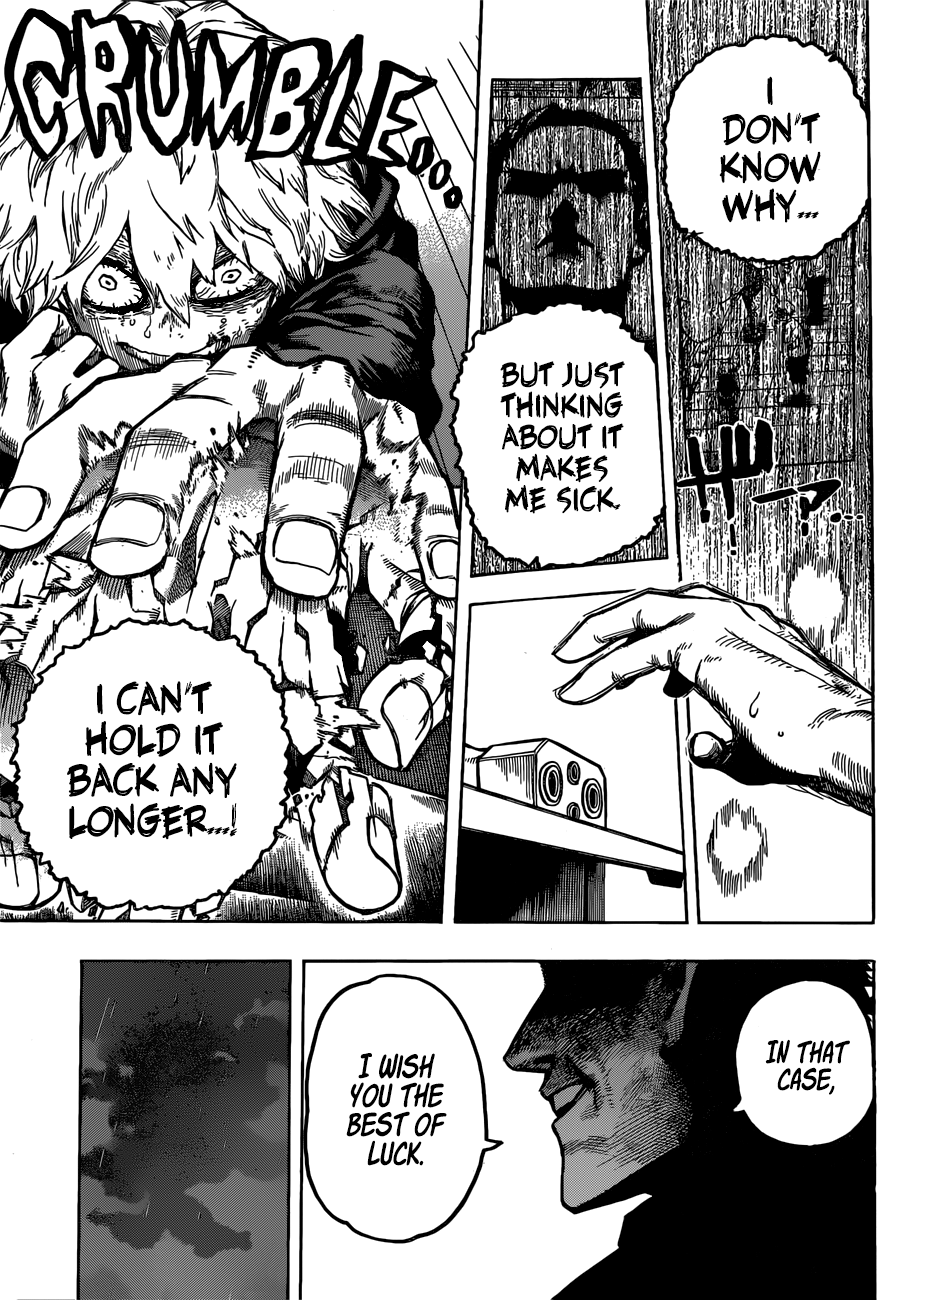 I
DON'T
KNOW
WHY...
BUT JUST
THINKING
ABOUT IT
MAKES
ME SICK.
CRUMBLE...
I CAN'T
HOLD IT
BACK ANY
LONGER...!
IN THAT
CASE,
I WISH
YOU THE
BEST OF
LUCK.